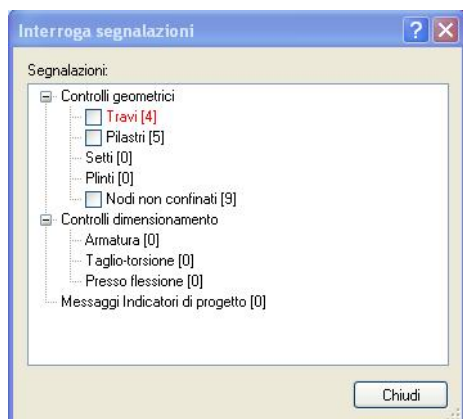 Interroga segnalazioni
Segnalazioni:
Controlli geometrici
Travi [4]
Pilastri [5]
Setti [0]
Plinti [0]
Nodi non confinati [9]
Controlli dimensionamento
Armatura [0]
Taglio-torsione [0]
Presso flessione [0]
Messaggi Indicatori di progetto [0]
Chiudi